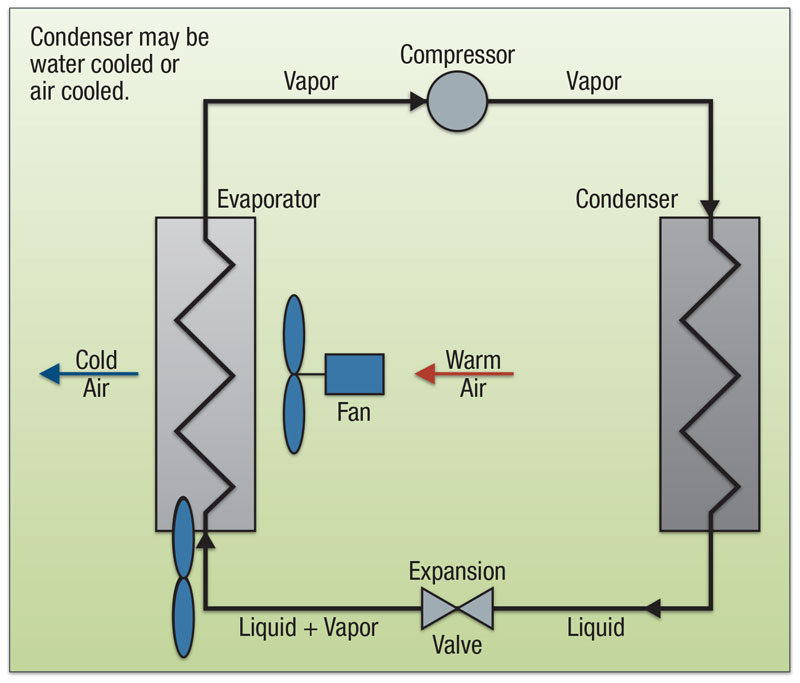 Condenser may be
water cooled or
air cooled.
Compressor
Vapor
Vapor
Evaporator
Condenser
Cold
Air
Warm
Air
Fan
Expansion
Valve
Liquid + Vapor
Liquid